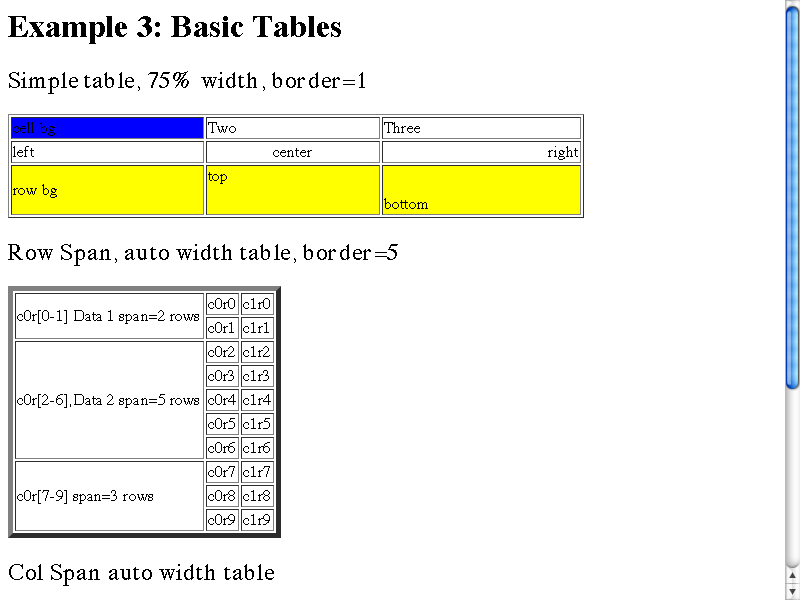 Example 3: Basic Tables
Simple table, 75% width, border=1
cell bg Two Three
left center right
row bg top bottom
Row Span, auto width table, border=5
c0r[0-1] Data 1 span=2 rows c0r0 c1r0
c0r1 c1r1
c0r[2-6],Data 2 span=5 rows c0r2 c1r2
c0r3 c1r3
c0r4 c1r4
c0r5 c1r5
c0r6 c1r6
c0r[7-9] span=3 rows c0r7 c1r7
c0r8 c1r8
c0r9 c1r9
Col Span auto width table